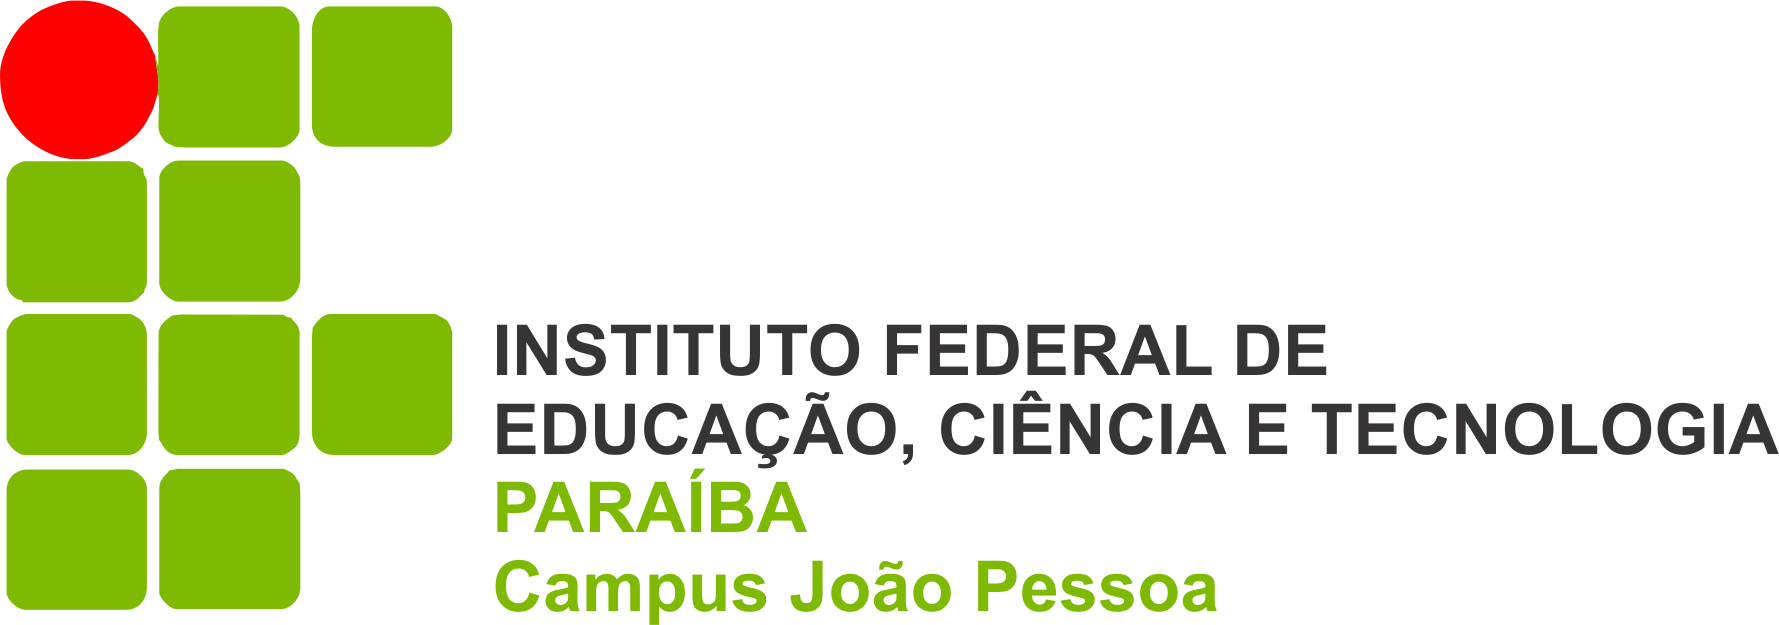 INSTITUTO FEDERAL DE
EDUCAÇÃO, CIÊNCIA E TECNOLOGIA
PARAÍBA
Campus João Pessoa